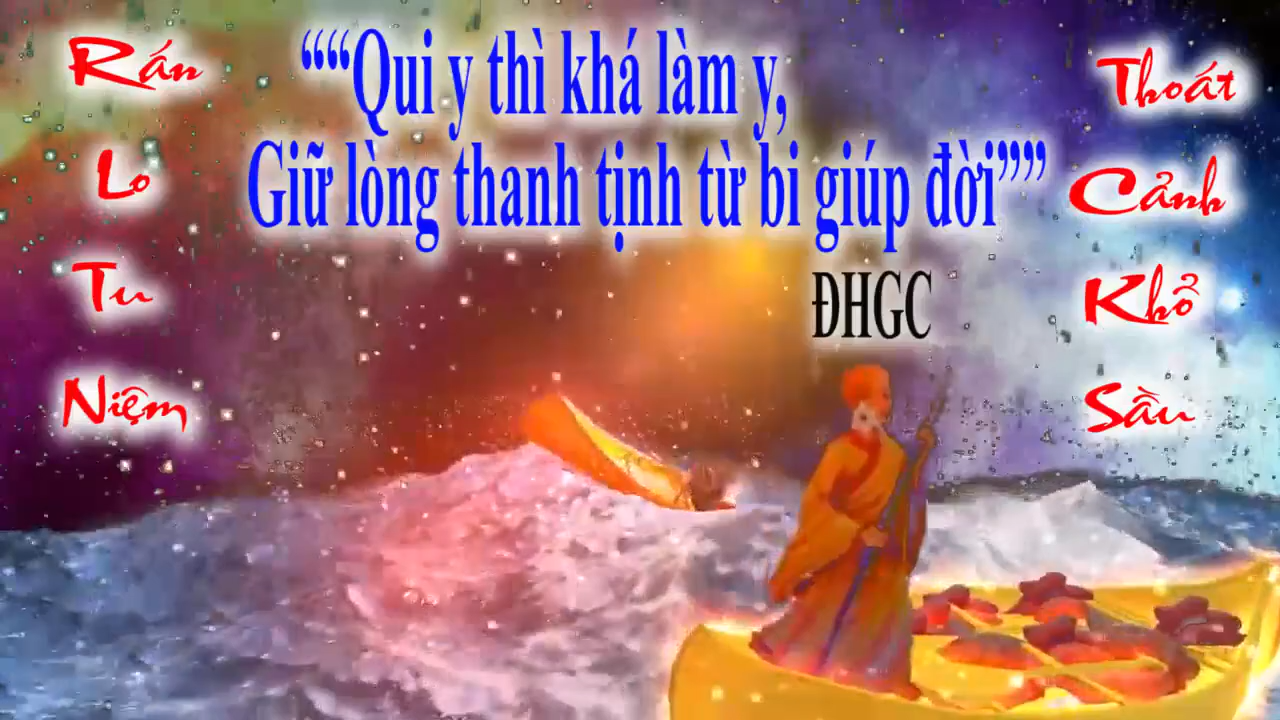 ““Qui y thì khá làm y,
Giữ lòng thanh tịnh từ bi giúp đời””
ĐHGC
Rấn
Lo
Tu
Niệm
Thoát
Cảnh
Khổ
Sầu